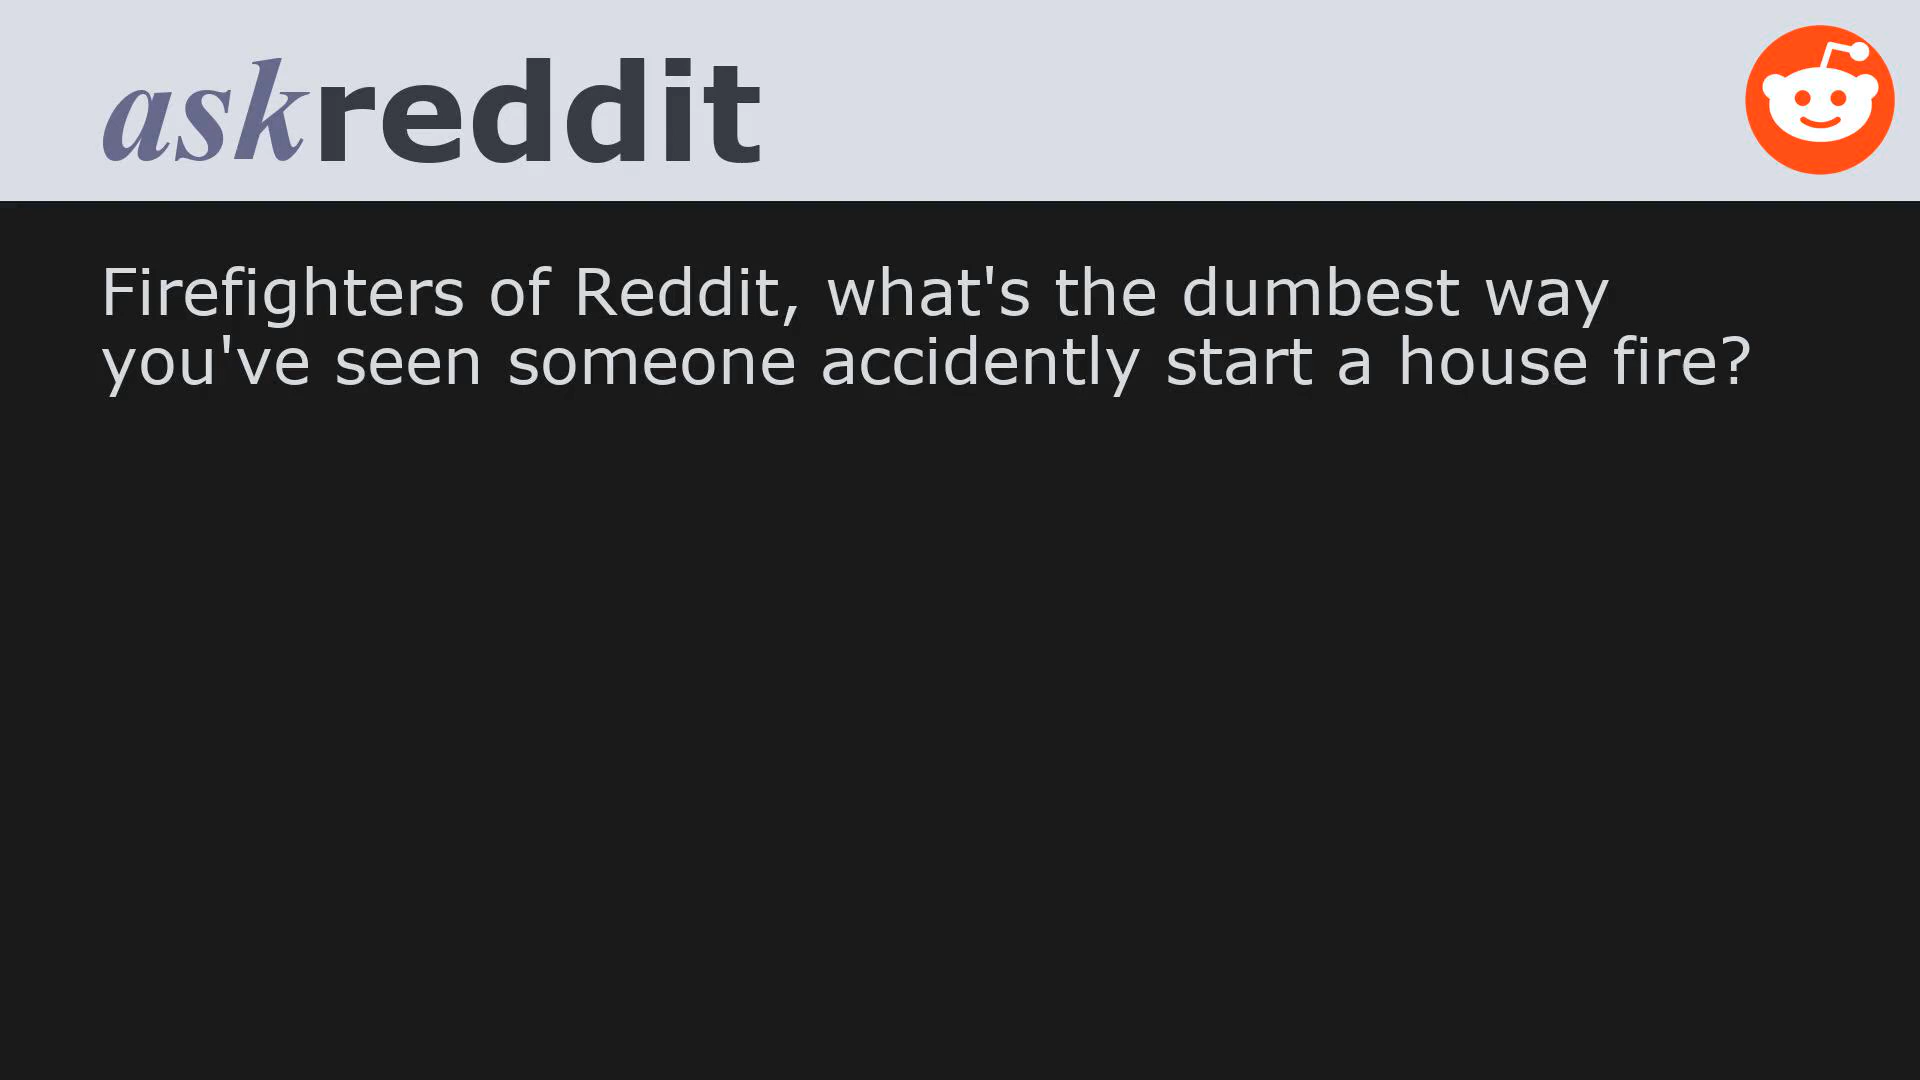 askreddit
Firefighters of Reddit, what's the dumbest way
you've seen someone accidently start a house fire?